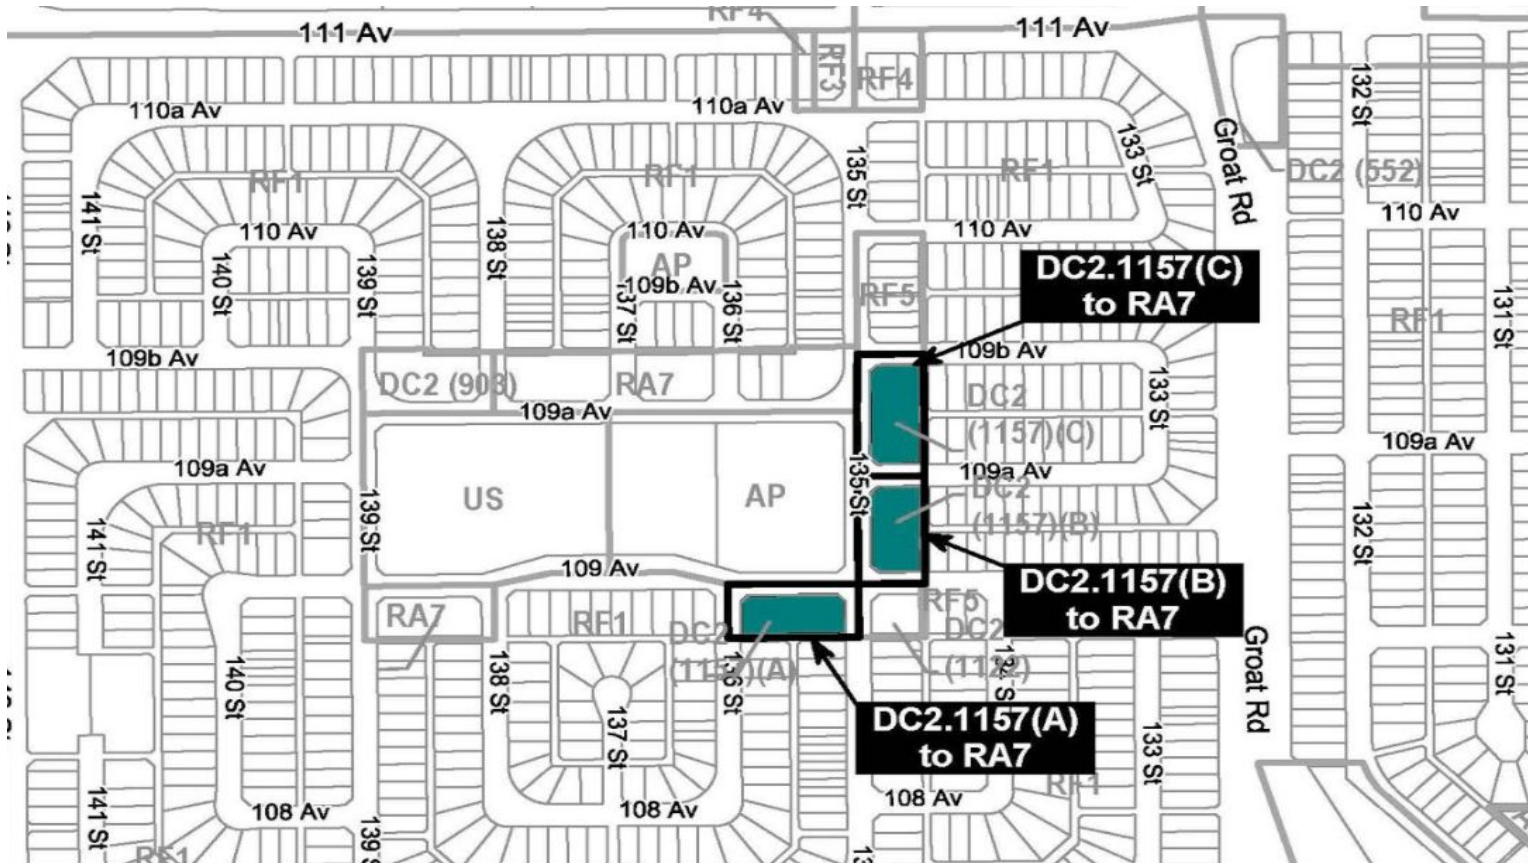 RF4
111 Av
111 Av
RF3
RF4
132 St
110a Av
110a Av
133 St
Groat Rd
135 St
RF1
RF1
RF1
DC2 (552)
141 St
138 St
110 Av
110 Av
110 Av
110 Av
140 St
139 St
AP
109b Av
137 St
136 St
RF5
DC2.1157(C)
to RA7
RF1
131 St
109b Av
109b Av
DC2 (903)
RA7
109a Av
DC2
(1157)(C)
133 St
109a Av
109a Av
109a Av
US
AP
135 St
DC2
(1157)(B)
139 St
141 St
RF1
132 St
109 Av
DC2.1157(B)
to RA7
RA7
RF1
RF5
DC2
(1157)(A)
DC2
(1122)
136 St
134 St
Groat Rd
131 St
140 St
138 St
137 St
DC2.1157(A)
to RA7
133 St
RF1
141 St
108 Av
108 Av
108 Av
RF1